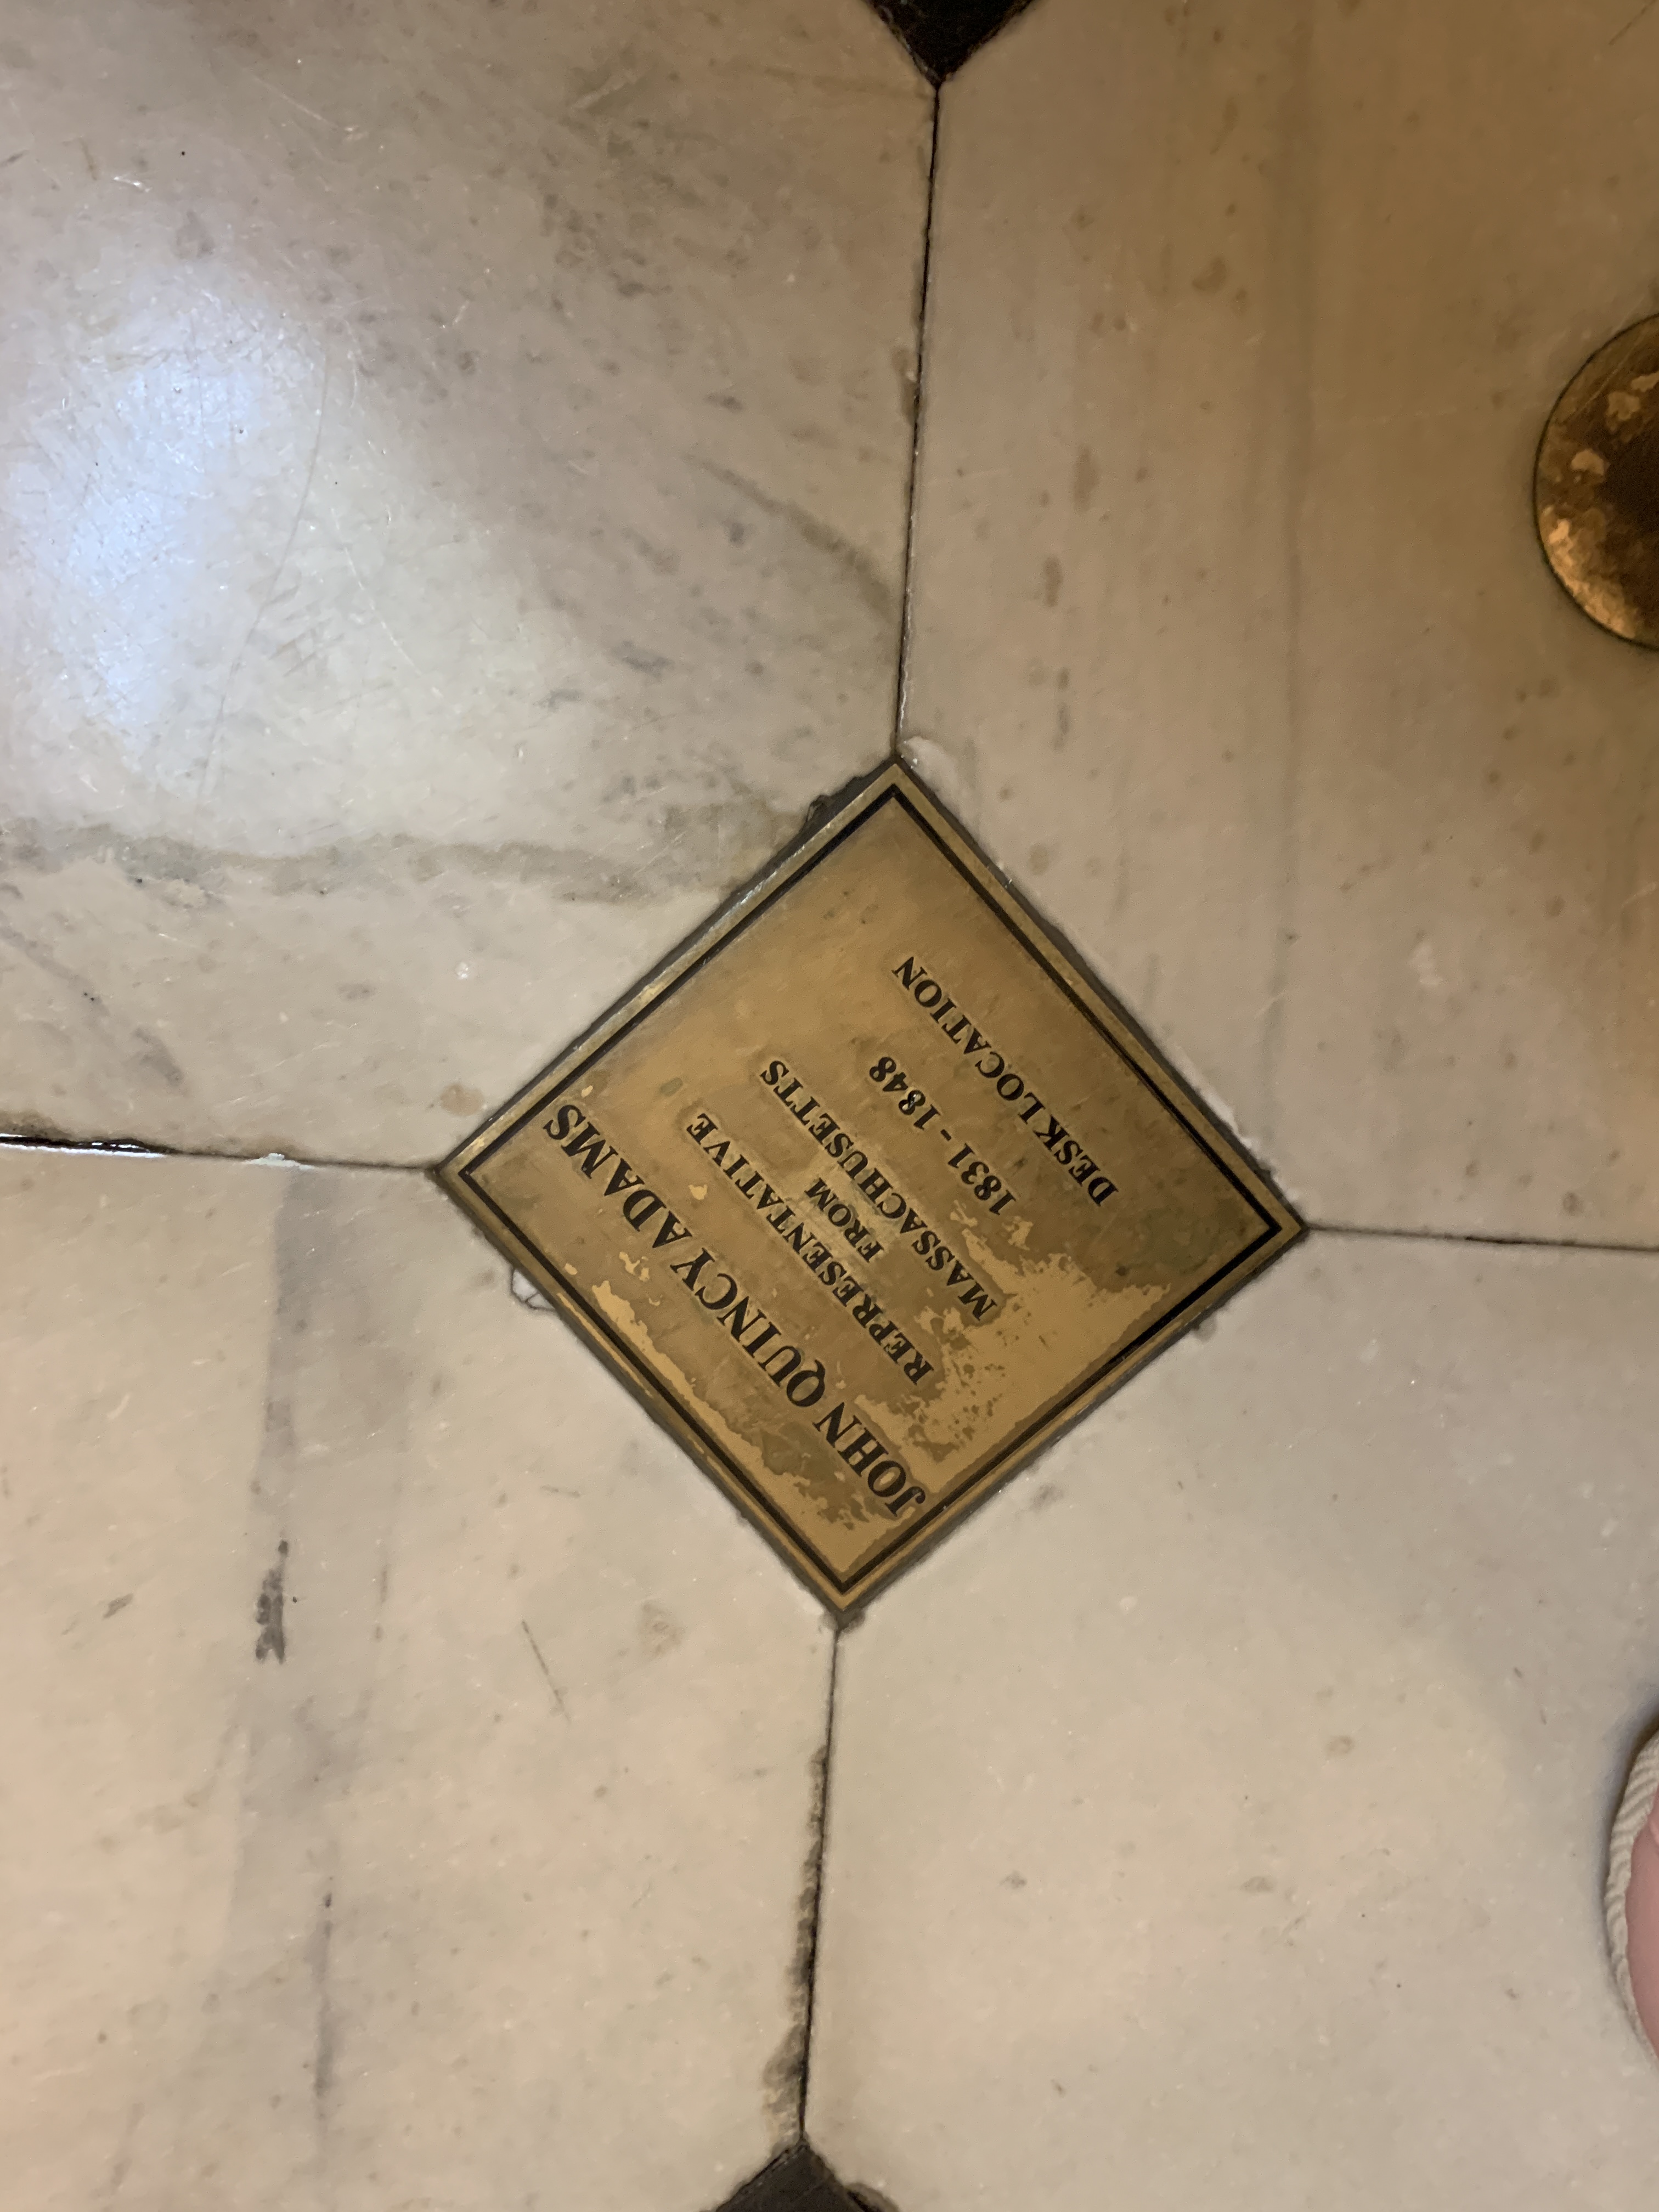 JOHN QUINCY ADAMS
REPRESENTATIVE
FROM
MASSACHUSETTS
1831 - 1848
DESK LOCATION